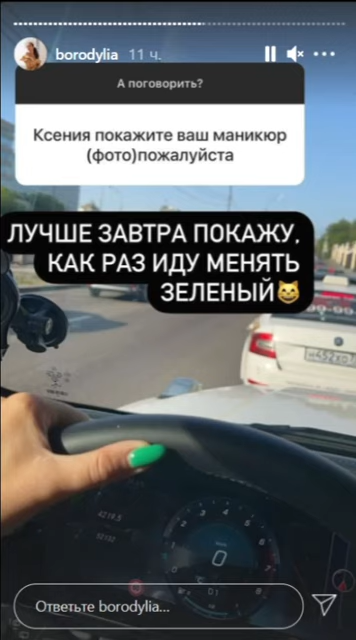 borodylia 11 ч.
А поговорить?
Ксения покажите ваш маникюр
(фото)пожалуйста
ЛУЧШЕ ЗАВТРА ПОКАЖУ,
КАК РАЗ ИДУ МЕНЯТЬ
ЗЕЛЕНЫЙ😸
Ответьте borodylia...